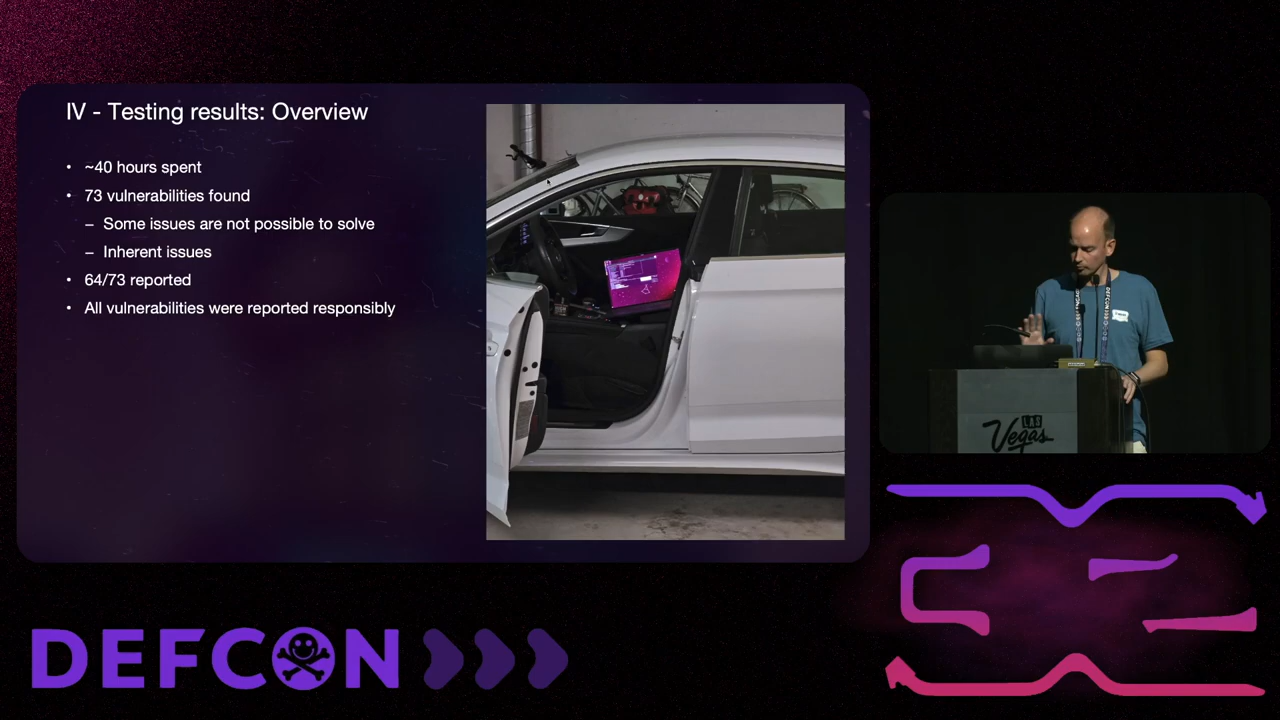 IV - Testing results: Overview
• ~40 hours spent
• 73 vulnerabilities found
– Some issues are not possible to solve
– Inherent issues
• 64/73 reported
• All vulnerabilities were reported responsibly
DEFCON
LAS
Vegas
DEFCON